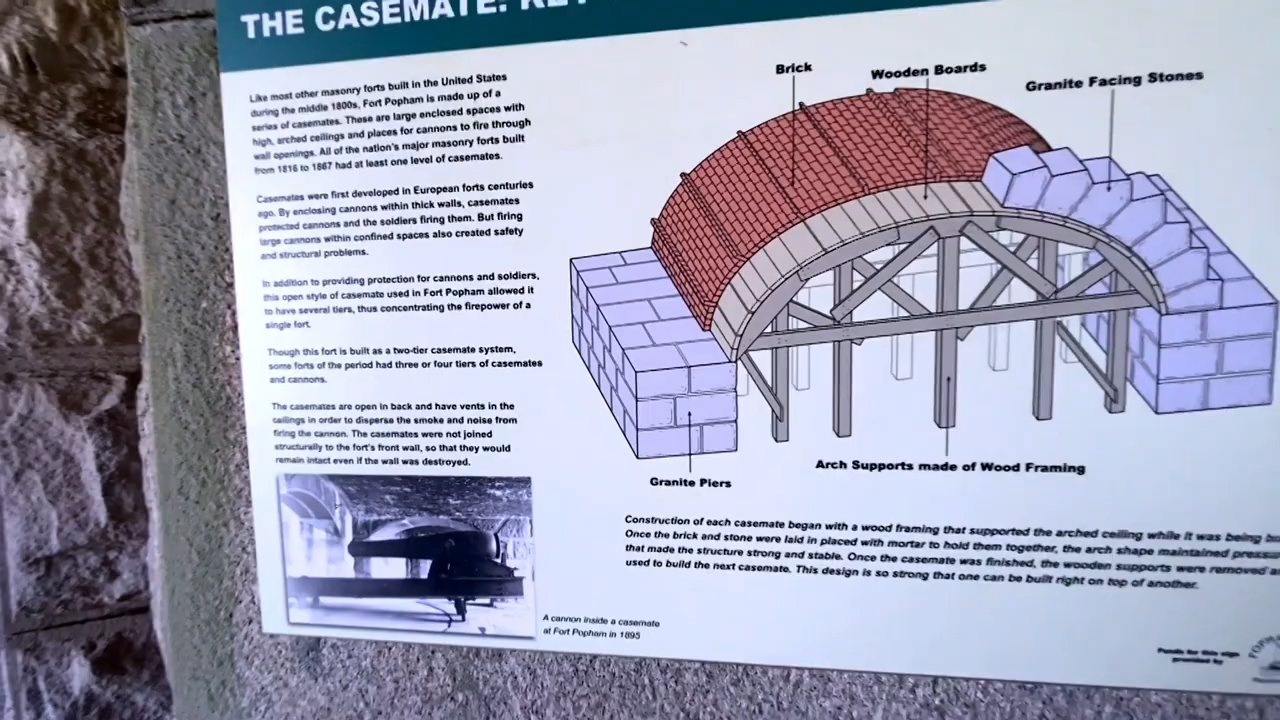 THE CASEMATE:
Like most other masonry forts built in the United States
during the middle 1800s, Fort Popham is made up of a
series of casemates. These are large enclosed spaces with
high, arched ceilings and places for cannons to fire through
wall openings. All of the nation's major masonry forts built
from 1816 to 1867 had at least one level of casemates.
Casemates were first developed in European forts centuries
ago. By enclosing cannons within thick walls, casemates
protected cannons and the soldiers firing them. But firing
large cannons within confined spaces also created safety
and structural problems.
In addition to providing protection for cannons and soldiers,
this open style of casemate used in Fort Popham allowed it
to have several tiers, thus concentrating the firepower of a
single fort.
Though this fort is built as a two-tier casemate system,
some forts of the period had three or four tiers of casemates
and cannons.
The casemates are open in back and have vents in the
ceilings in order to disperse the smoke and noise from
firing the cannon. The casemates were not joined
structurally to the fort's front wall, so that they would
remain intact even if the wall was destroyed.
A cannon inside a casemate
at Fort Popham in 1895
Brick
Wooden Boards
Granite Facing Stones
Granite Piers
Arch Supports made of Wood Framing
Construction of each casemate began with a wood framing that supported the arched ceiling while it was being
Once the brick and stone were laid in placed with mortar to hold them together, the arch shape maintained
that made the structure strong and stable. Once the casemate was finished, the wooden supports were removed
used to build the next casemate. This design is so strong that one can be built right on top of another.
Funds for this sign
provided by